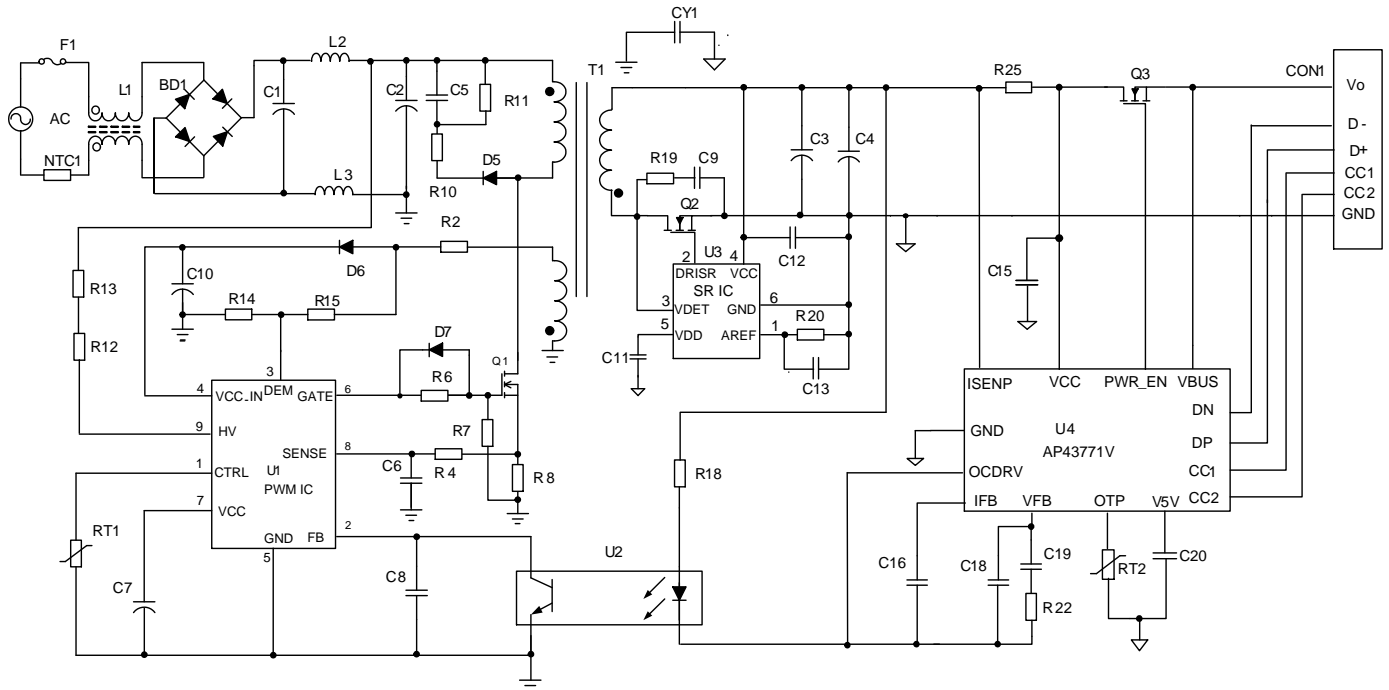 CY1
F1
L2
T1
L1
BD1
C1
C2
C5
R11
R25
Q3
CON1
Vo
AC
NTC1
L3
R10
D5
C3
C4
R19
C9
Q2
D -
D+
CC1
CC2
GND
R2
D6
C10
R13
R14
R15
R12
U3
2
4
DRISR
VCC
SR IC
C12
3
VDET
GND
6
5
VDD
AREF
1
R20
C11
C13
C15
D7
Q1
R6
R7
3
4
VCC_IN
DEM
GATE
6
9
HV
SENSE
8
R 4
C6
R 8
1
CTRL
U1
PWM IC
7
VCC
GND
FB
2
5
RT1
C7
C8
U2
R18
ISENP
VCC
PWR_EN
VBUS
DN
GND
U4
AP43771V
DP
OCDRV
CC1
IFB
VFB
OTP
V5V
CC2
C16
C18
C19
R 22
RT2
C20